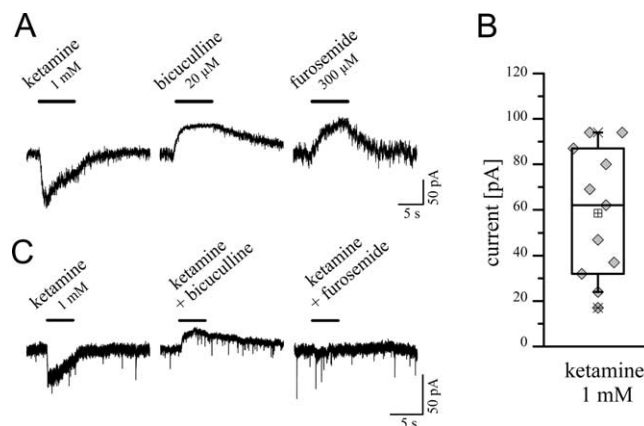 A
ketamine
1 mM
bicuculline
20 µM
furosemide
300 µM
50 pA
5 s
B
120
100
80
60
40
20
0
current [pA]
ketamine
1 mM
C
ketamine
1 mM
ketamine
+ bicuculline
ketamine
+ furosemide
50 pA
5 s